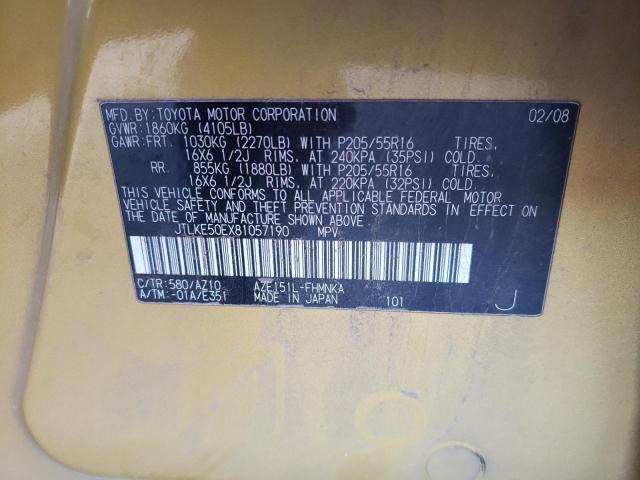 MFD.BY: TOYOTA MOTOR CORPORATION 02/08
GVWR: 1860KG (4105LB)
GAWR: FRT. 1030KG (2270LB) WITH P205/55R16 TIRES,
16X6 1/2J RIMS, AT 240KPA (35PSI) COLD.
RR. 855KG (1880LB) WITH P205/55R16 TIRES,
16X6 1/2J RIMS, AT 220KPA (32PSI) COLD.
THIS VEHICLE CONFORMS TO ALL APPLICABLE FEDERAL MOTOR
VEHICLE SAFETY AND THEFT PREVENTION STANDARDS IN EFFECT ON
THE DATE OF MANUFACTURE SHOWN ABOVE.
JTLKE50EX81057190 MPV
C/TR: 580/AZ10 AZE151L-FHMNKA
A/TM: -01A/E351 MADE IN JAPAN 101 J